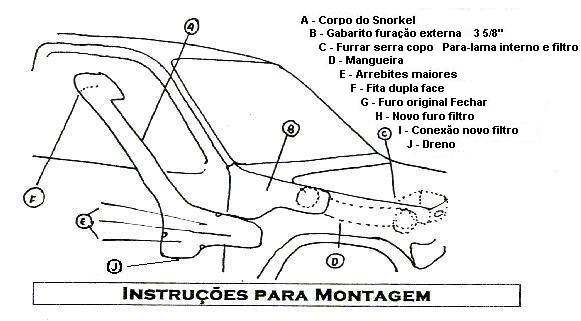 A - Corpo do Snorkel
B - Gabarito furação externa 3 5/8"
C - Furrar serra copo Para-lama interno e filtro
D - Mangueira
E - Arrebites maiores
F - Fita dupla face
G - Furo original Fechar
H - Novo furo filtro
I - Conexão novo filtro
J - Dreno
A
B
C
F
E
J
D
INSTRUÇÕES PARA MONTAGEM